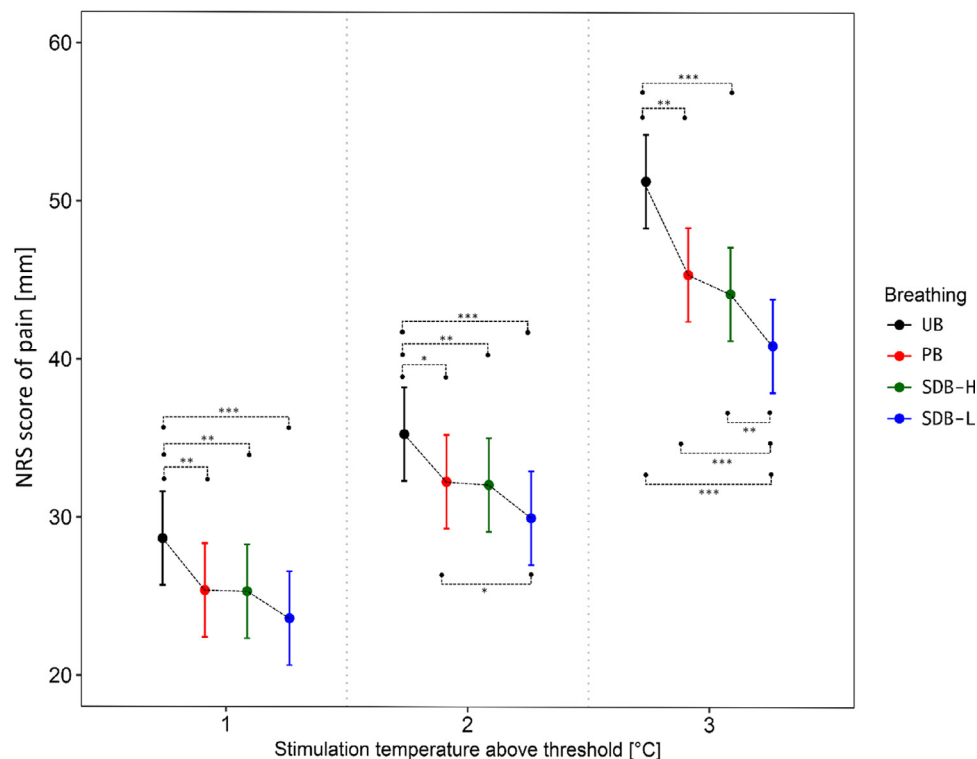 60
***
**
50
NRS score of pain [mm]
Breathing
UB
PB
SDB-H
SDB-L
***
**
*
40
**
***
***
***
**
**
30
*
20
1
2
3
Stimulation temperature above threshold [°C]